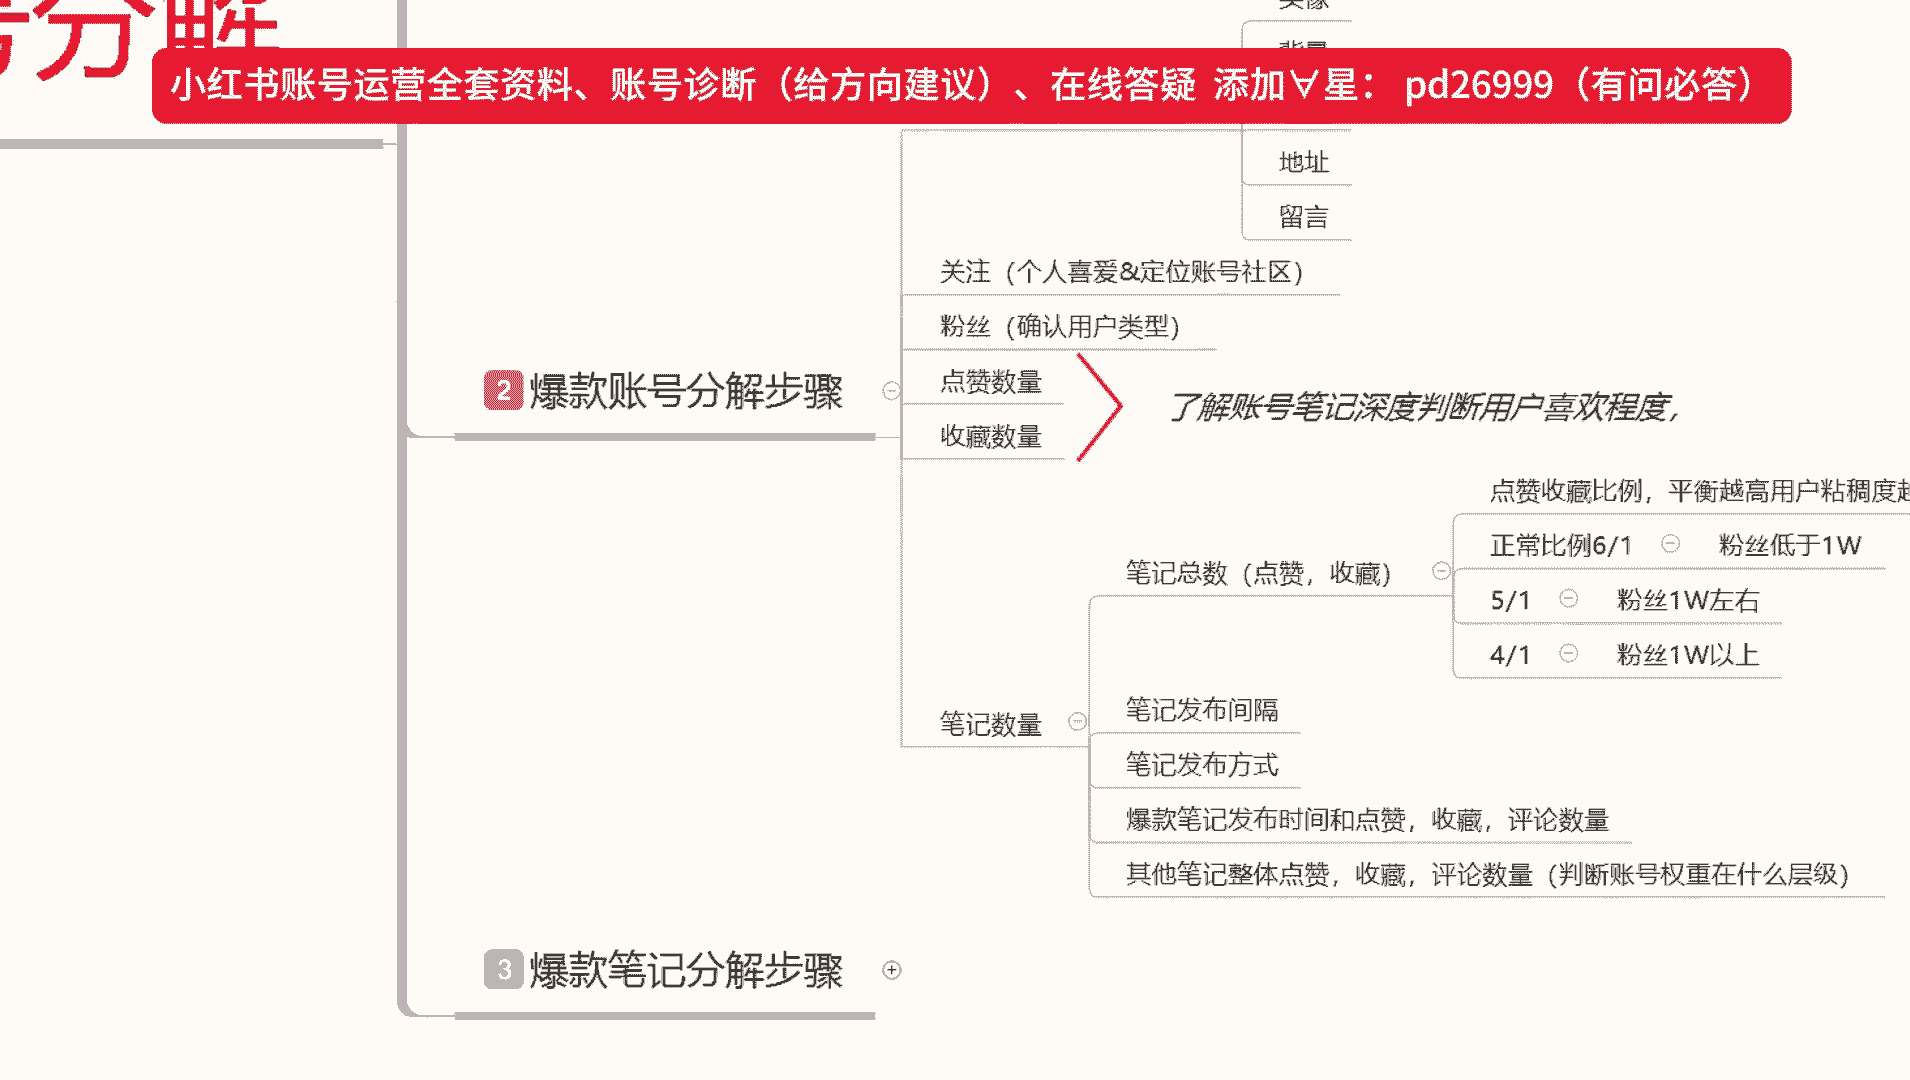 号分解
头像
背景
小红书账号运营全套资料、账号诊断（给方向建议）、在线答疑 添加∀星： pd26999（有问必答）
地址
留言
关注（个人喜爱&定位账号社区）
粉丝（确认用户类型）
2 爆款账号分解步骤
点赞数量
收藏数量
了解账号笔记深度判断用户喜欢程度，
点赞收藏比例，平衡越高用户粘稠度越
正常比例6/1 粉丝低于1W
笔记总数（点赞，收藏）
5/1 粉丝1W左右
4/1 粉丝1W以上
笔记数量
笔记发布间隔
笔记发布方式
爆款笔记发布时间和点赞，收藏，评论数量
其他笔记整体点赞，收藏，评论数量（判断账号权重在什么层级）
3 爆款笔记分解步骤